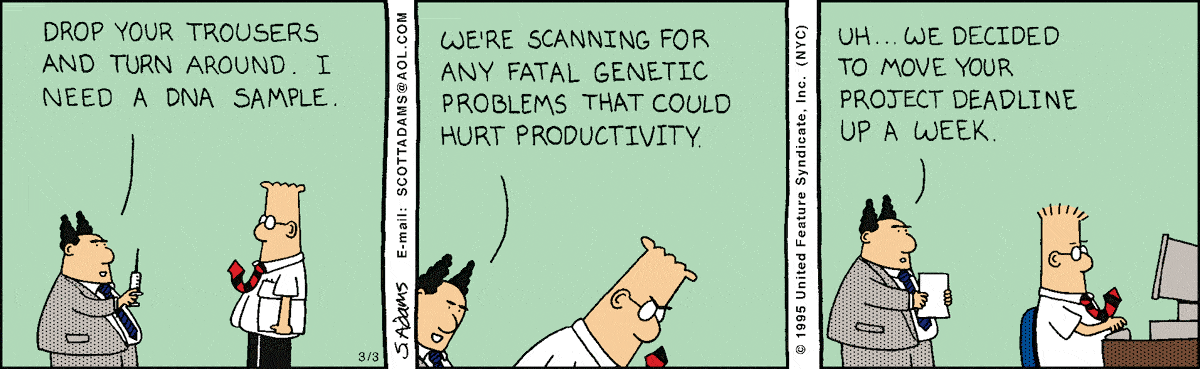 DROP YOUR TROUSERS
AND TURN AROUND. I
NEED A DNA SAMPLE.
3/3
S.ADAMS
E-mail: SCOTTADAMS@AOL.COM
WE'RE SCANNING FOR
ANY FATAL GENETIC
PROBLEMS THAT COULD
HURT PRODUCTIVITY.
© 1995 United Feature Syndicate, Inc. (NYC)
UH...WE DECIDED
TO MOVE YOUR
PROJECT DEADLINE
UP A WEEK.